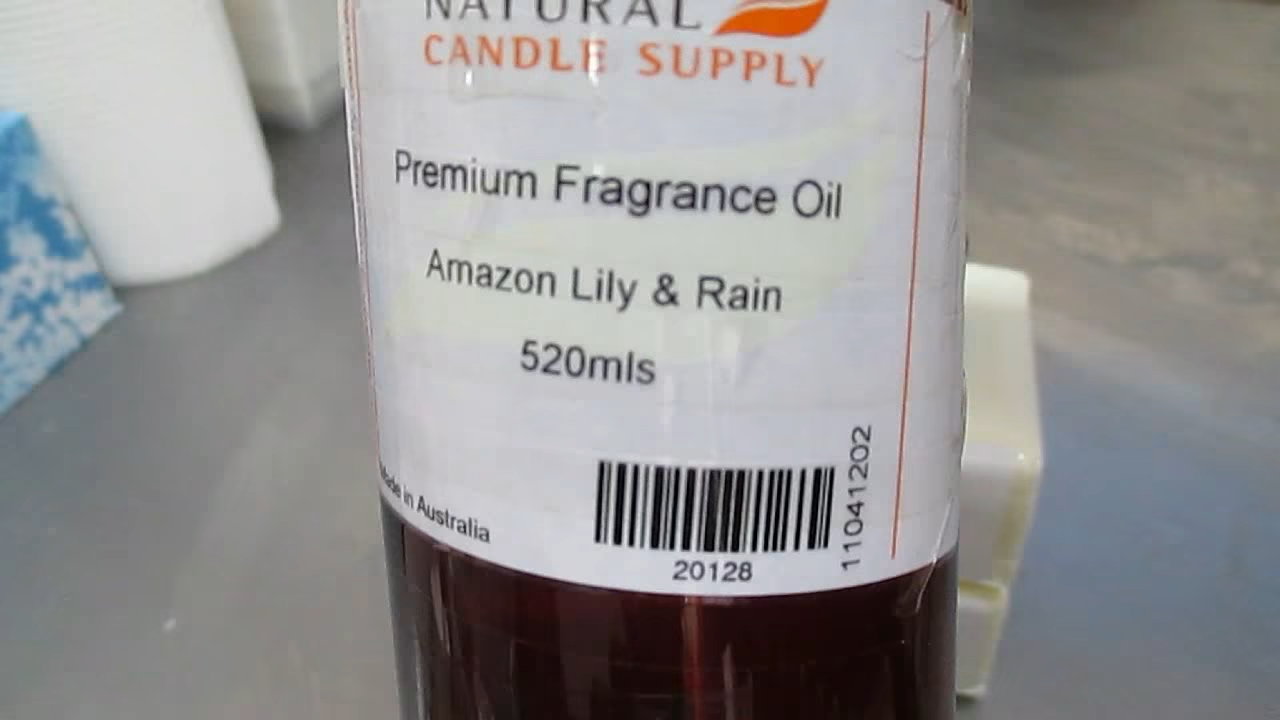 NATURAL
CANDLE SUPPLY
Premium Fragrance Oil
Amazon Lily & Rain
520mls
Made in Australia
20128
11041202